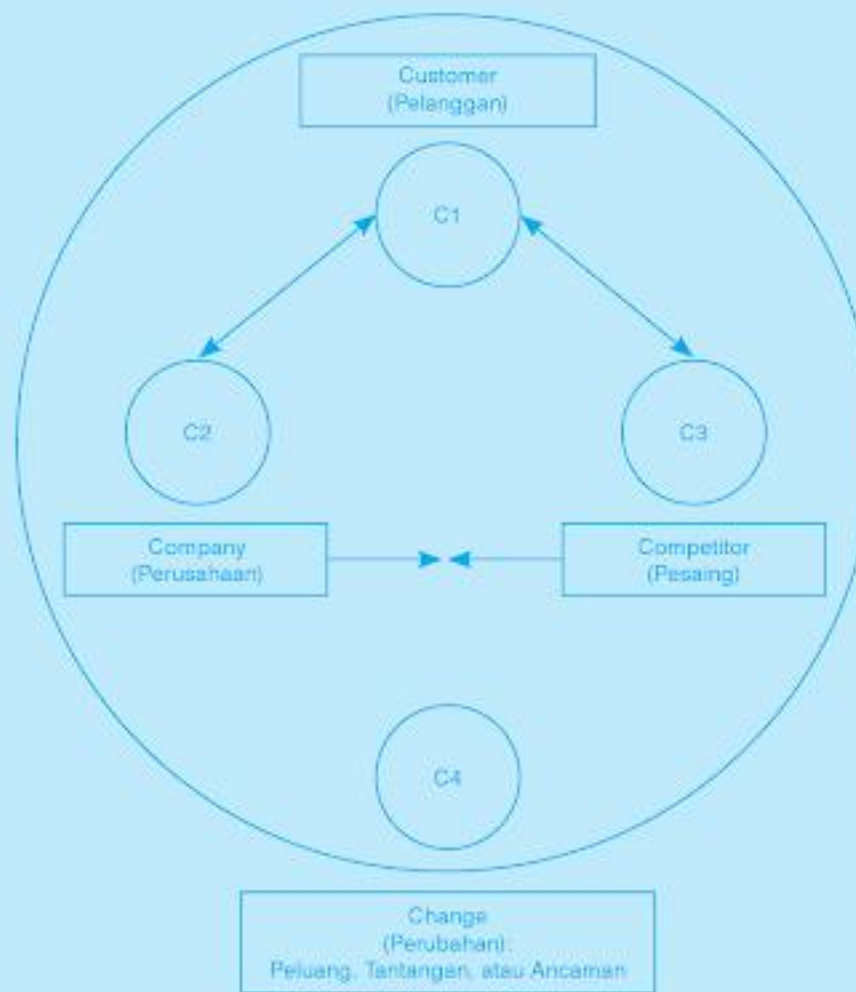 Customer
(Pelanggan)
C1
C2
C3
Company
(Perusahaan)
Competitor
(Pesaing)
C4
Change
(Perubahan):
Peluang, Tantangan, atau Ancaman